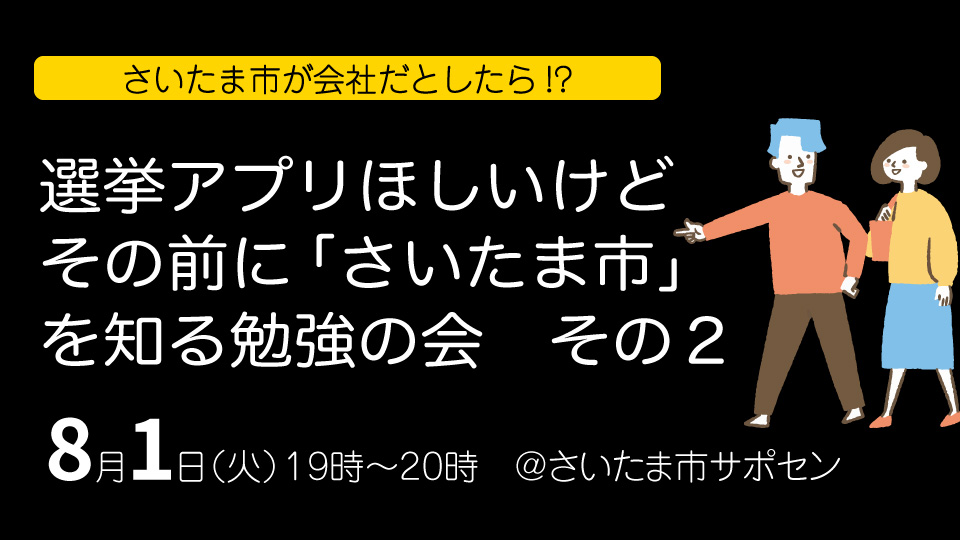 さいたま市が会社だとしたら!?
選挙アプリほしいけど
その前に「さいたま市」
を知る勉強の会　その２
8月1日(火)19時〜20時　@さいたま市サポセン